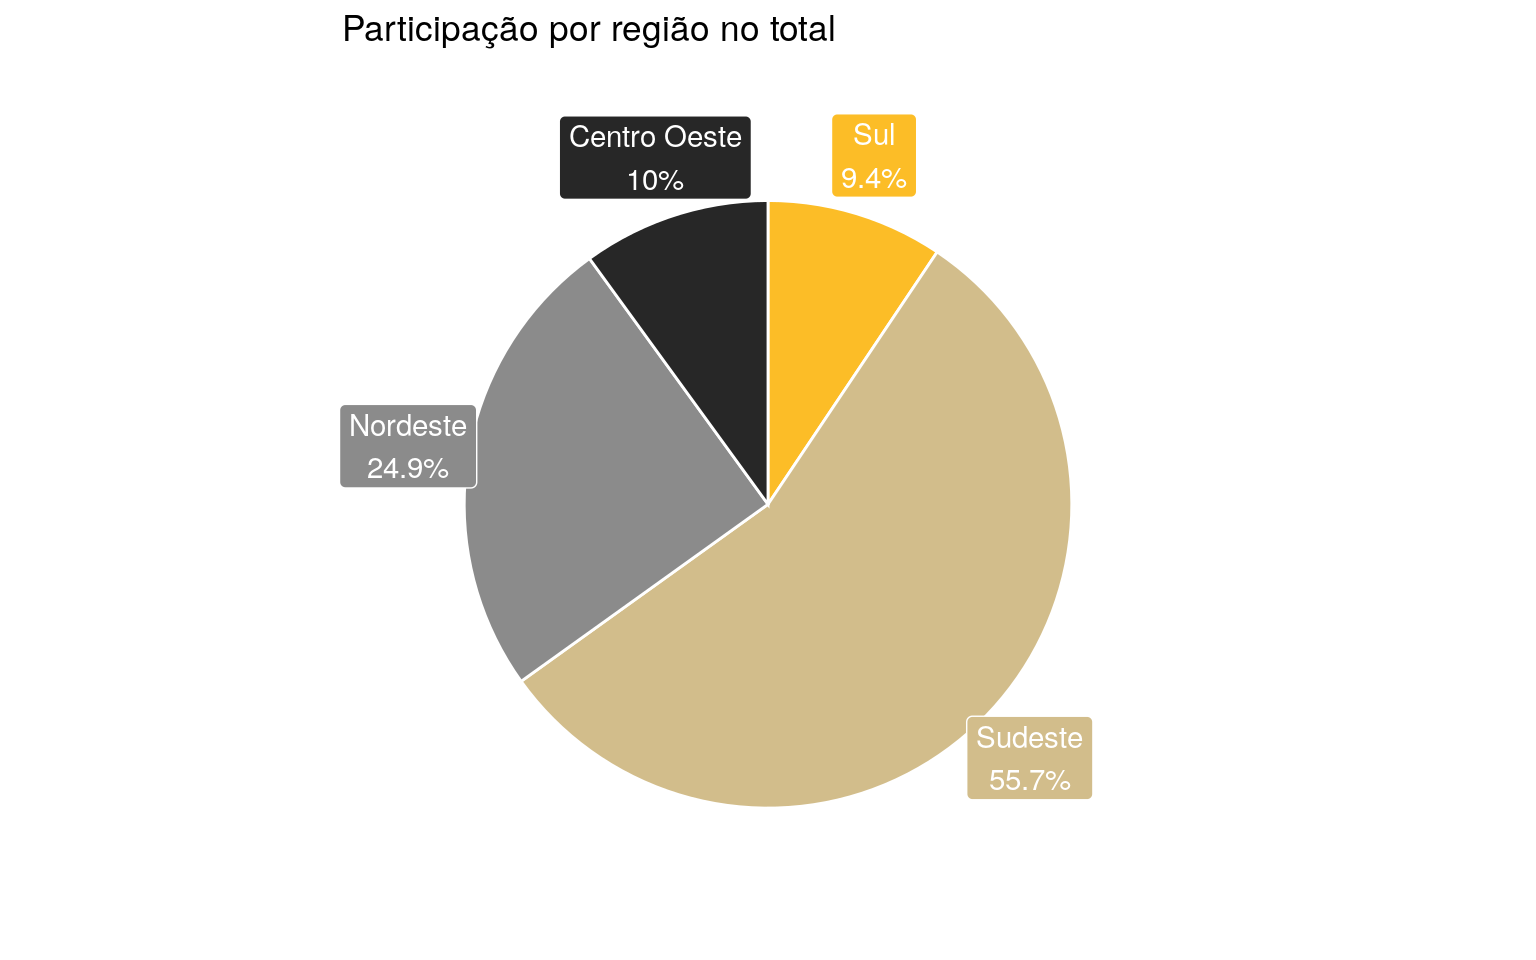 Participação por região no total
Centro Oeste
10%
Sul
9.4%
Nordeste
24.9%
Sudeste
55.7%